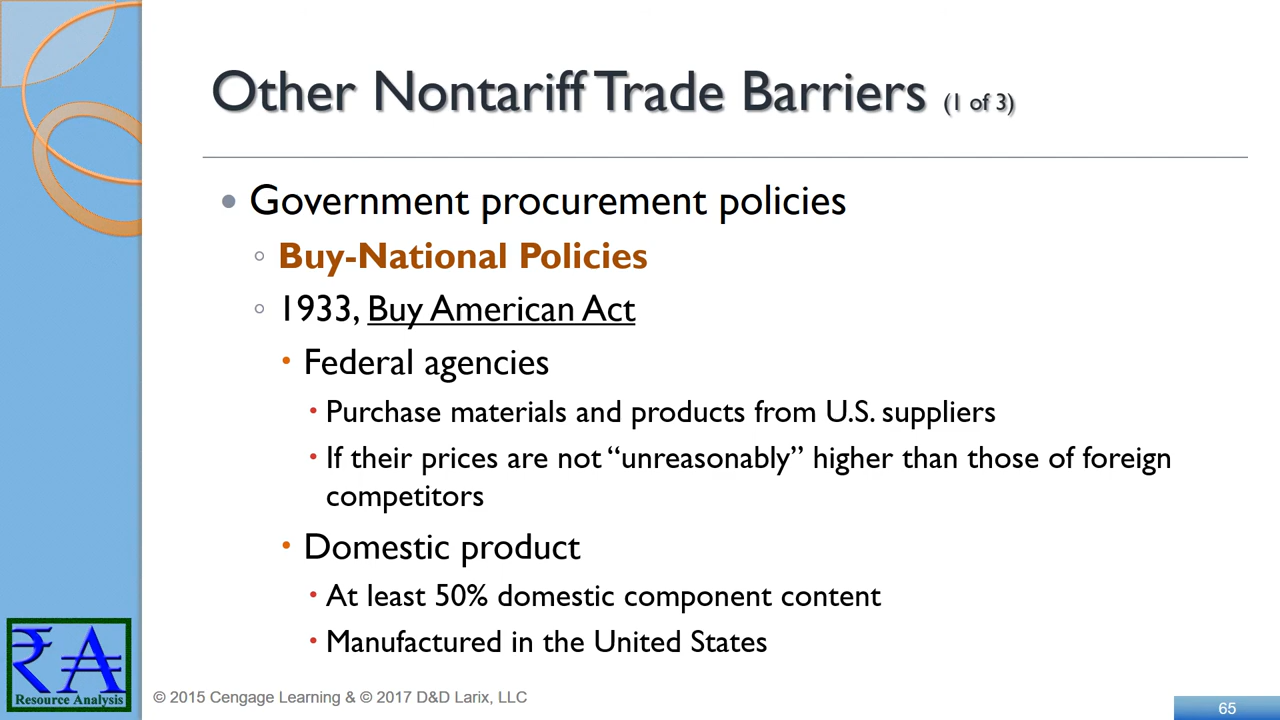 Other Nontariff Trade Barriers (1 of 3)
• Government procurement policies
◦ Buy-National Policies
◦ 1933, Buy American Act
• Federal agencies
• Purchase materials and products from U.S. suppliers
• If their prices are not “unreasonably” higher than those of foreign
competitors
• Domestic product
• At least 50% domestic component content
• Manufactured in the United States
₹ A
Resource Analysis
© 2015 Cengage Learning & © 2017 D&D Larix, LLC
65